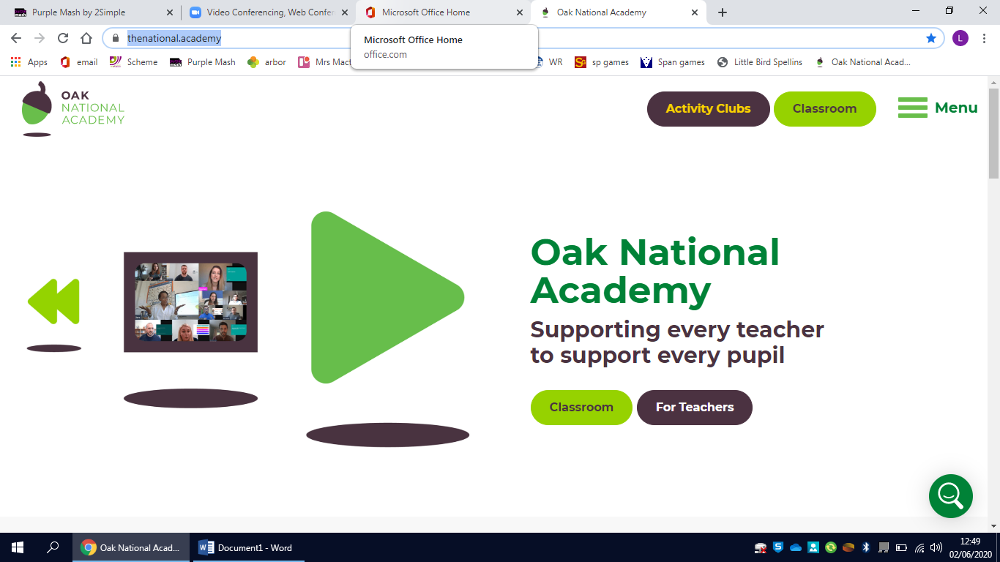 Purple Mash by 2Simple
Video Conferencing, Web Confer
Microsoft Office Home
Oak National Academy
thenational.academy
Microsoft Office Home
office.com
Apps
email
Scheme
Purple Mash
arbor
Mrs Mact
WR
sp games
Span games
Little Bird Spellins
Oak National Acad...
L
OAK
NATIONAL
ACADEMY
Activity Clubs
Classroom
Menu
Oak National
Academy
Supporting every teacher
to support every pupil
Classroom
For Teachers
Oak National Acad...
Document1 - Word
12:49
02/06/2020